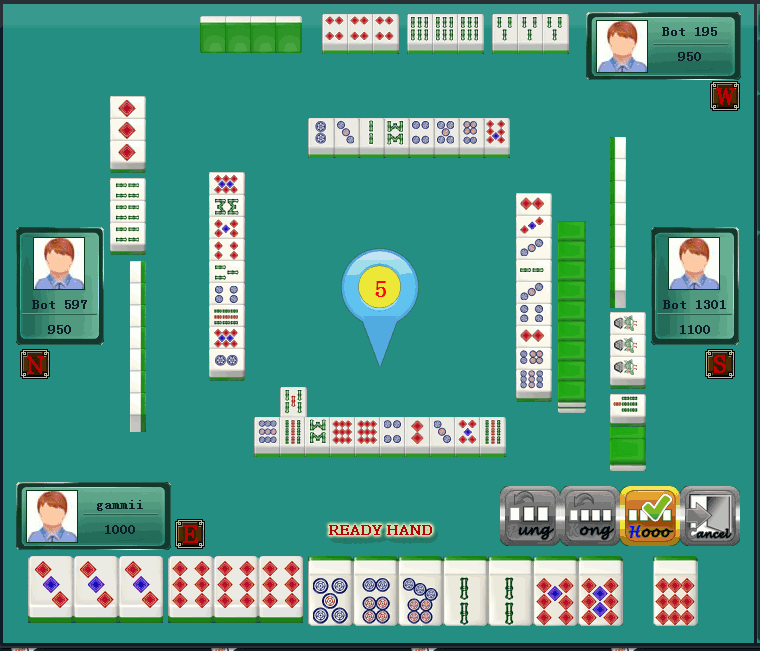 Bot 195
950
W
5
Bot 597
950
N
Bot 1301
1100
S
gammii
1000
E
READY HAND
ung
ong
Hooo
ancel